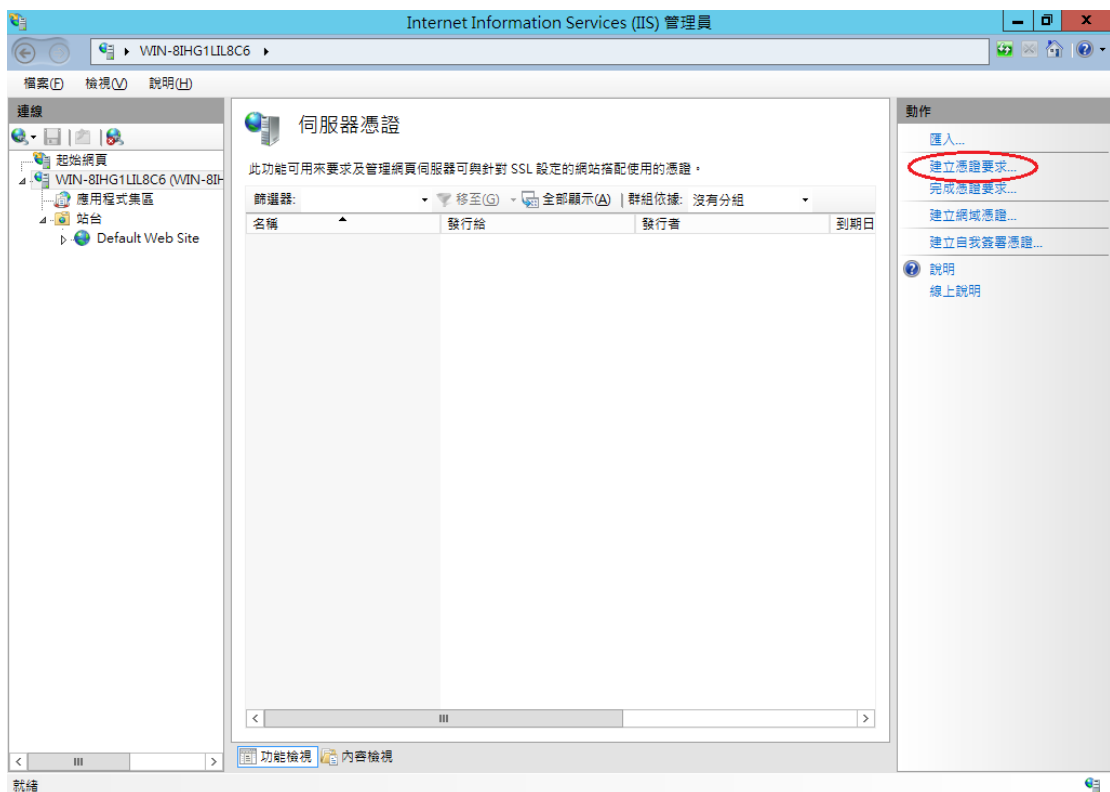 Internet Information Services (IIS) 管理員
WIN-8IHG1LIL8C6
檔案(F) 檢視(V) 說明(H)
連線
起始網頁
WIN-8IHG1LIL8C6 (WIN-8IH
應用程式集區
站台
Default Web Site
伺服器憑證
此功能可用來要求及管理網頁伺服器可與針對 SSL 設定的網站搭配使用的憑證。
篩選器: 移至(G) 全部顯示(A) 群組依據: 沒有分組
名稱 發行給 發行者 到期日
功能檢視 內容檢視
動作
匯入...
建立憑證要求...
完成憑證要求...
建立網域憑證...
建立自我簽署憑證...
說明
線上說明
就緒